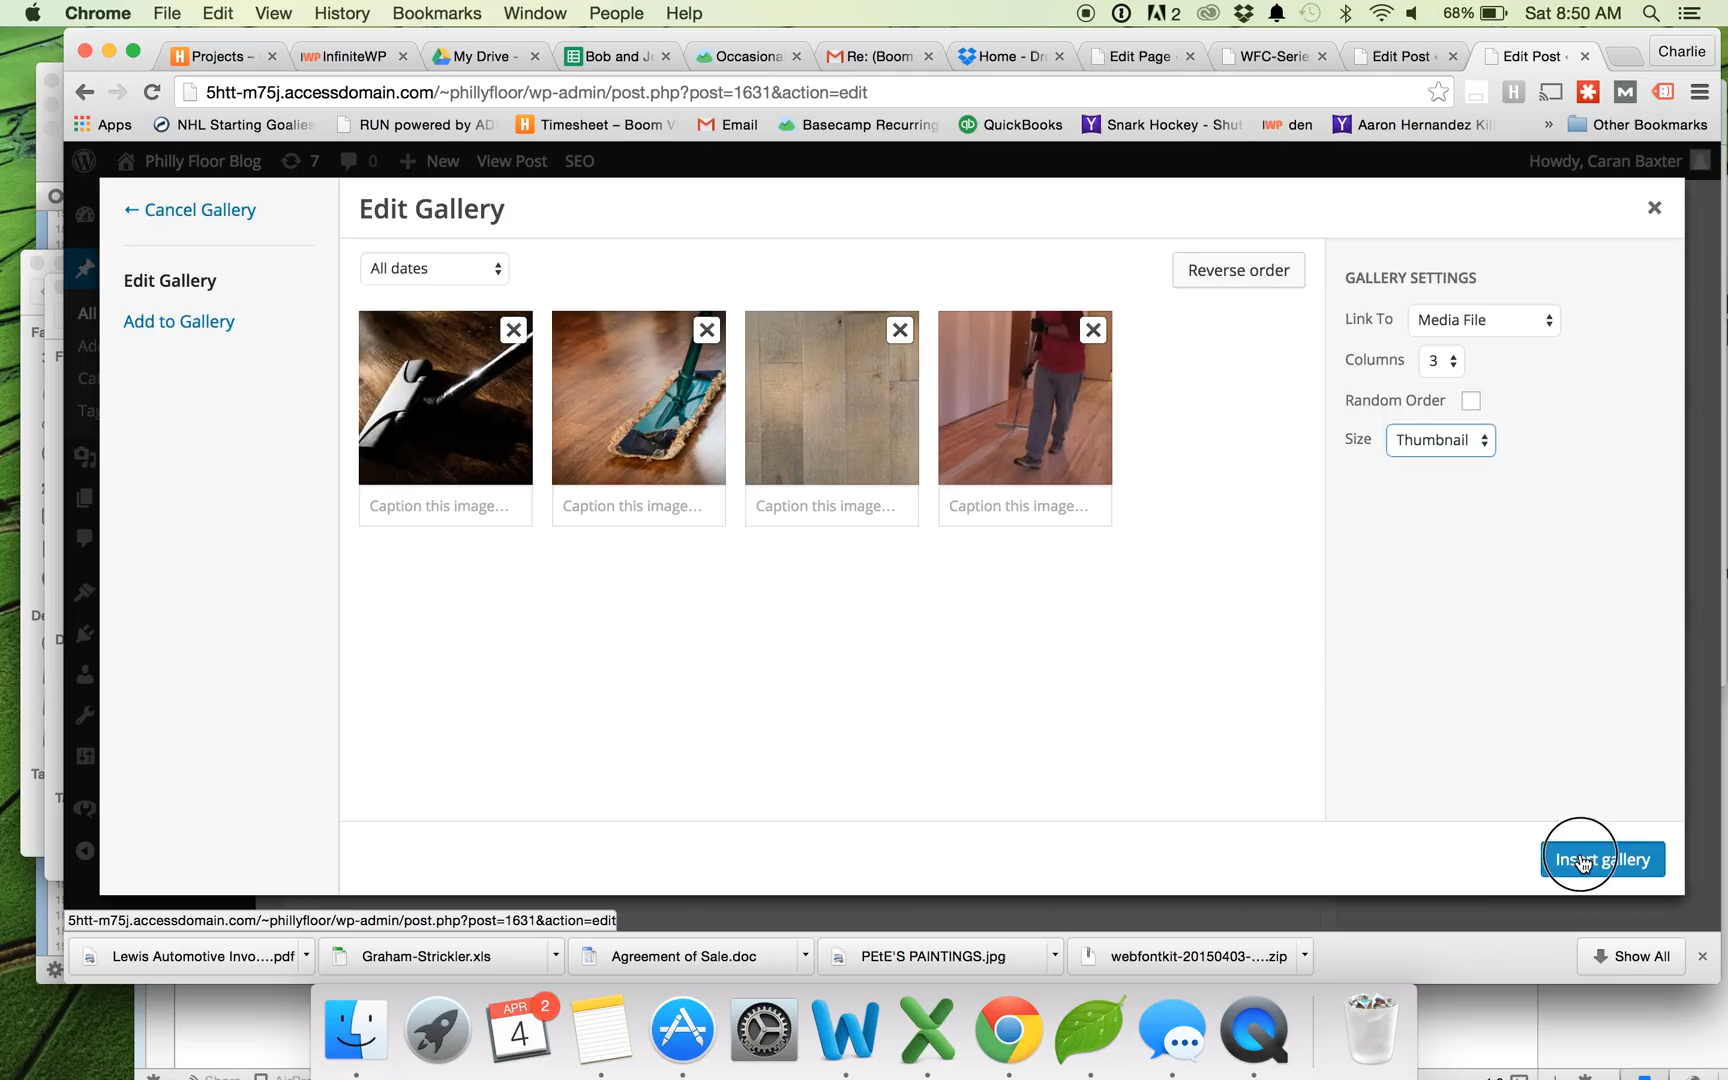 Chrome File Edit View History Bookmarks Window People Help
2 68% Sat 8:50 AM
Projects – InfiniteWP My Drive - Bob and Jo Occasiona Re: (Boom Home - Dro Edit Page WFC-Serie Edit Post Edit Post Charlie
5htt-m75j.accessdomain.com/~phillyfloor/wp-admin/post.php?post=1631&action=edit
Apps NHL Starting Goalies RUN powered by AD Timesheet – Boom V Email Basecamp Recurring QuickBooks Snark Hockey - Shut den Aaron Hernandez Kil » Other Bookmarks
Philly Floor Blog 7 0 New View Post SEO Howdy, Caran Baxter
← Cancel Gallery
Edit Gallery
Edit Gallery
Add to Gallery
All dates
Reverse order
Caption this image…
Caption this image…
Caption this image…
Caption this image…
GALLERY SETTINGS
Link To Media File
Columns 3
Random Order
Size Thumbnail
Insert gallery
5htt-m75j.accessdomain.com/~phillyfloor/wp-admin/post.php?post=1631&action=edit
Lewis Automotive Invo....pdf Graham-Strickler.xls Agreement of Sale.doc PEtE'S PAINTINGS.jpg webfontkit-20150403-....zip Show All
APR 2
4